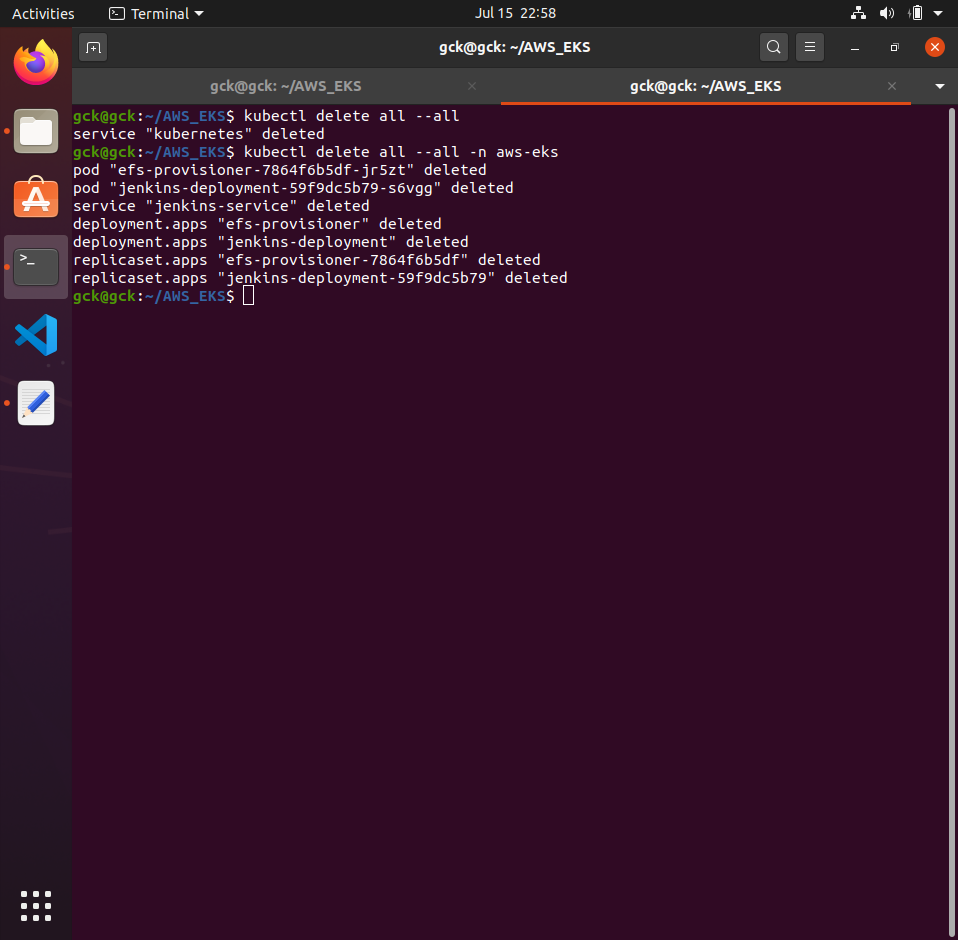 Activities Terminal Jul 15 22:58
gck@gck: ~/AWS_EKS
gck@gck: ~/AWS_EKS gck@gck: ~/AWS_EKS
gck@gck:~/AWS_EKS$ kubectl delete all --all
service "kubernetes" deleted
gck@gck:~/AWS_EKS$ kubectl delete all --all -n aws-eks
pod "efs-provisioner-7864f6b5df-jr5zt" deleted
pod "jenkins-deployment-59f9dc5b79-s6vgg" deleted
service "jenkins-service" deleted
deployment.apps "efs-provisioner" deleted
deployment.apps "jenkins-deployment" deleted
replicaset.apps "efs-provisioner-7864f6b5df" deleted
replicaset.apps "jenkins-deployment-59f9dc5b79" deleted
gck@gck:~/AWS_EKS$